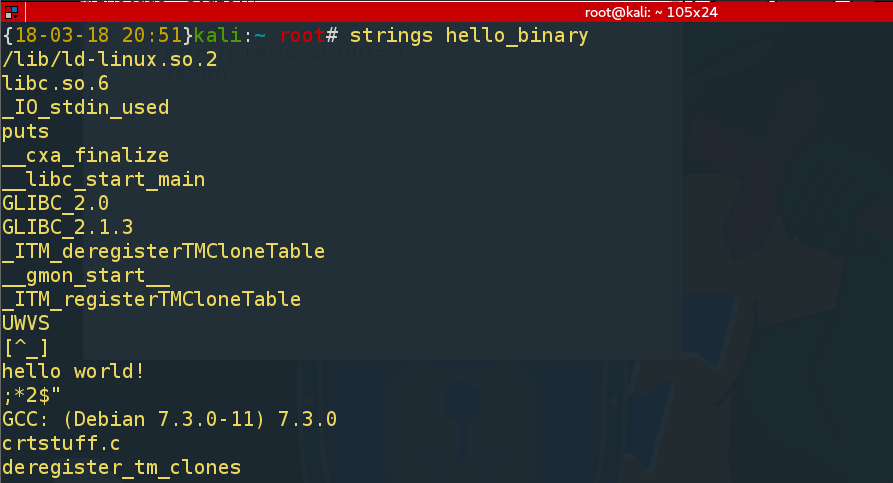 root@kali: ~ 105x24
{18-03-18 20:51}kali:~ root# strings hello_binary
/lib/ld-linux.so.2
libc.so.6
_IO_stdin_used
puts
__cxa_finalize
__libc_start_main
GLIBC_2.0
GLIBC_2.1.3
_ITM_deregisterTMCloneTable
__gmon_start__
_ITM_registerTMCloneTable
UWVS
[^_]
hello world!
;*2$"
GCC: (Debian 7.3.0-11) 7.3.0
crtstuff.c
deregister_tm_clones